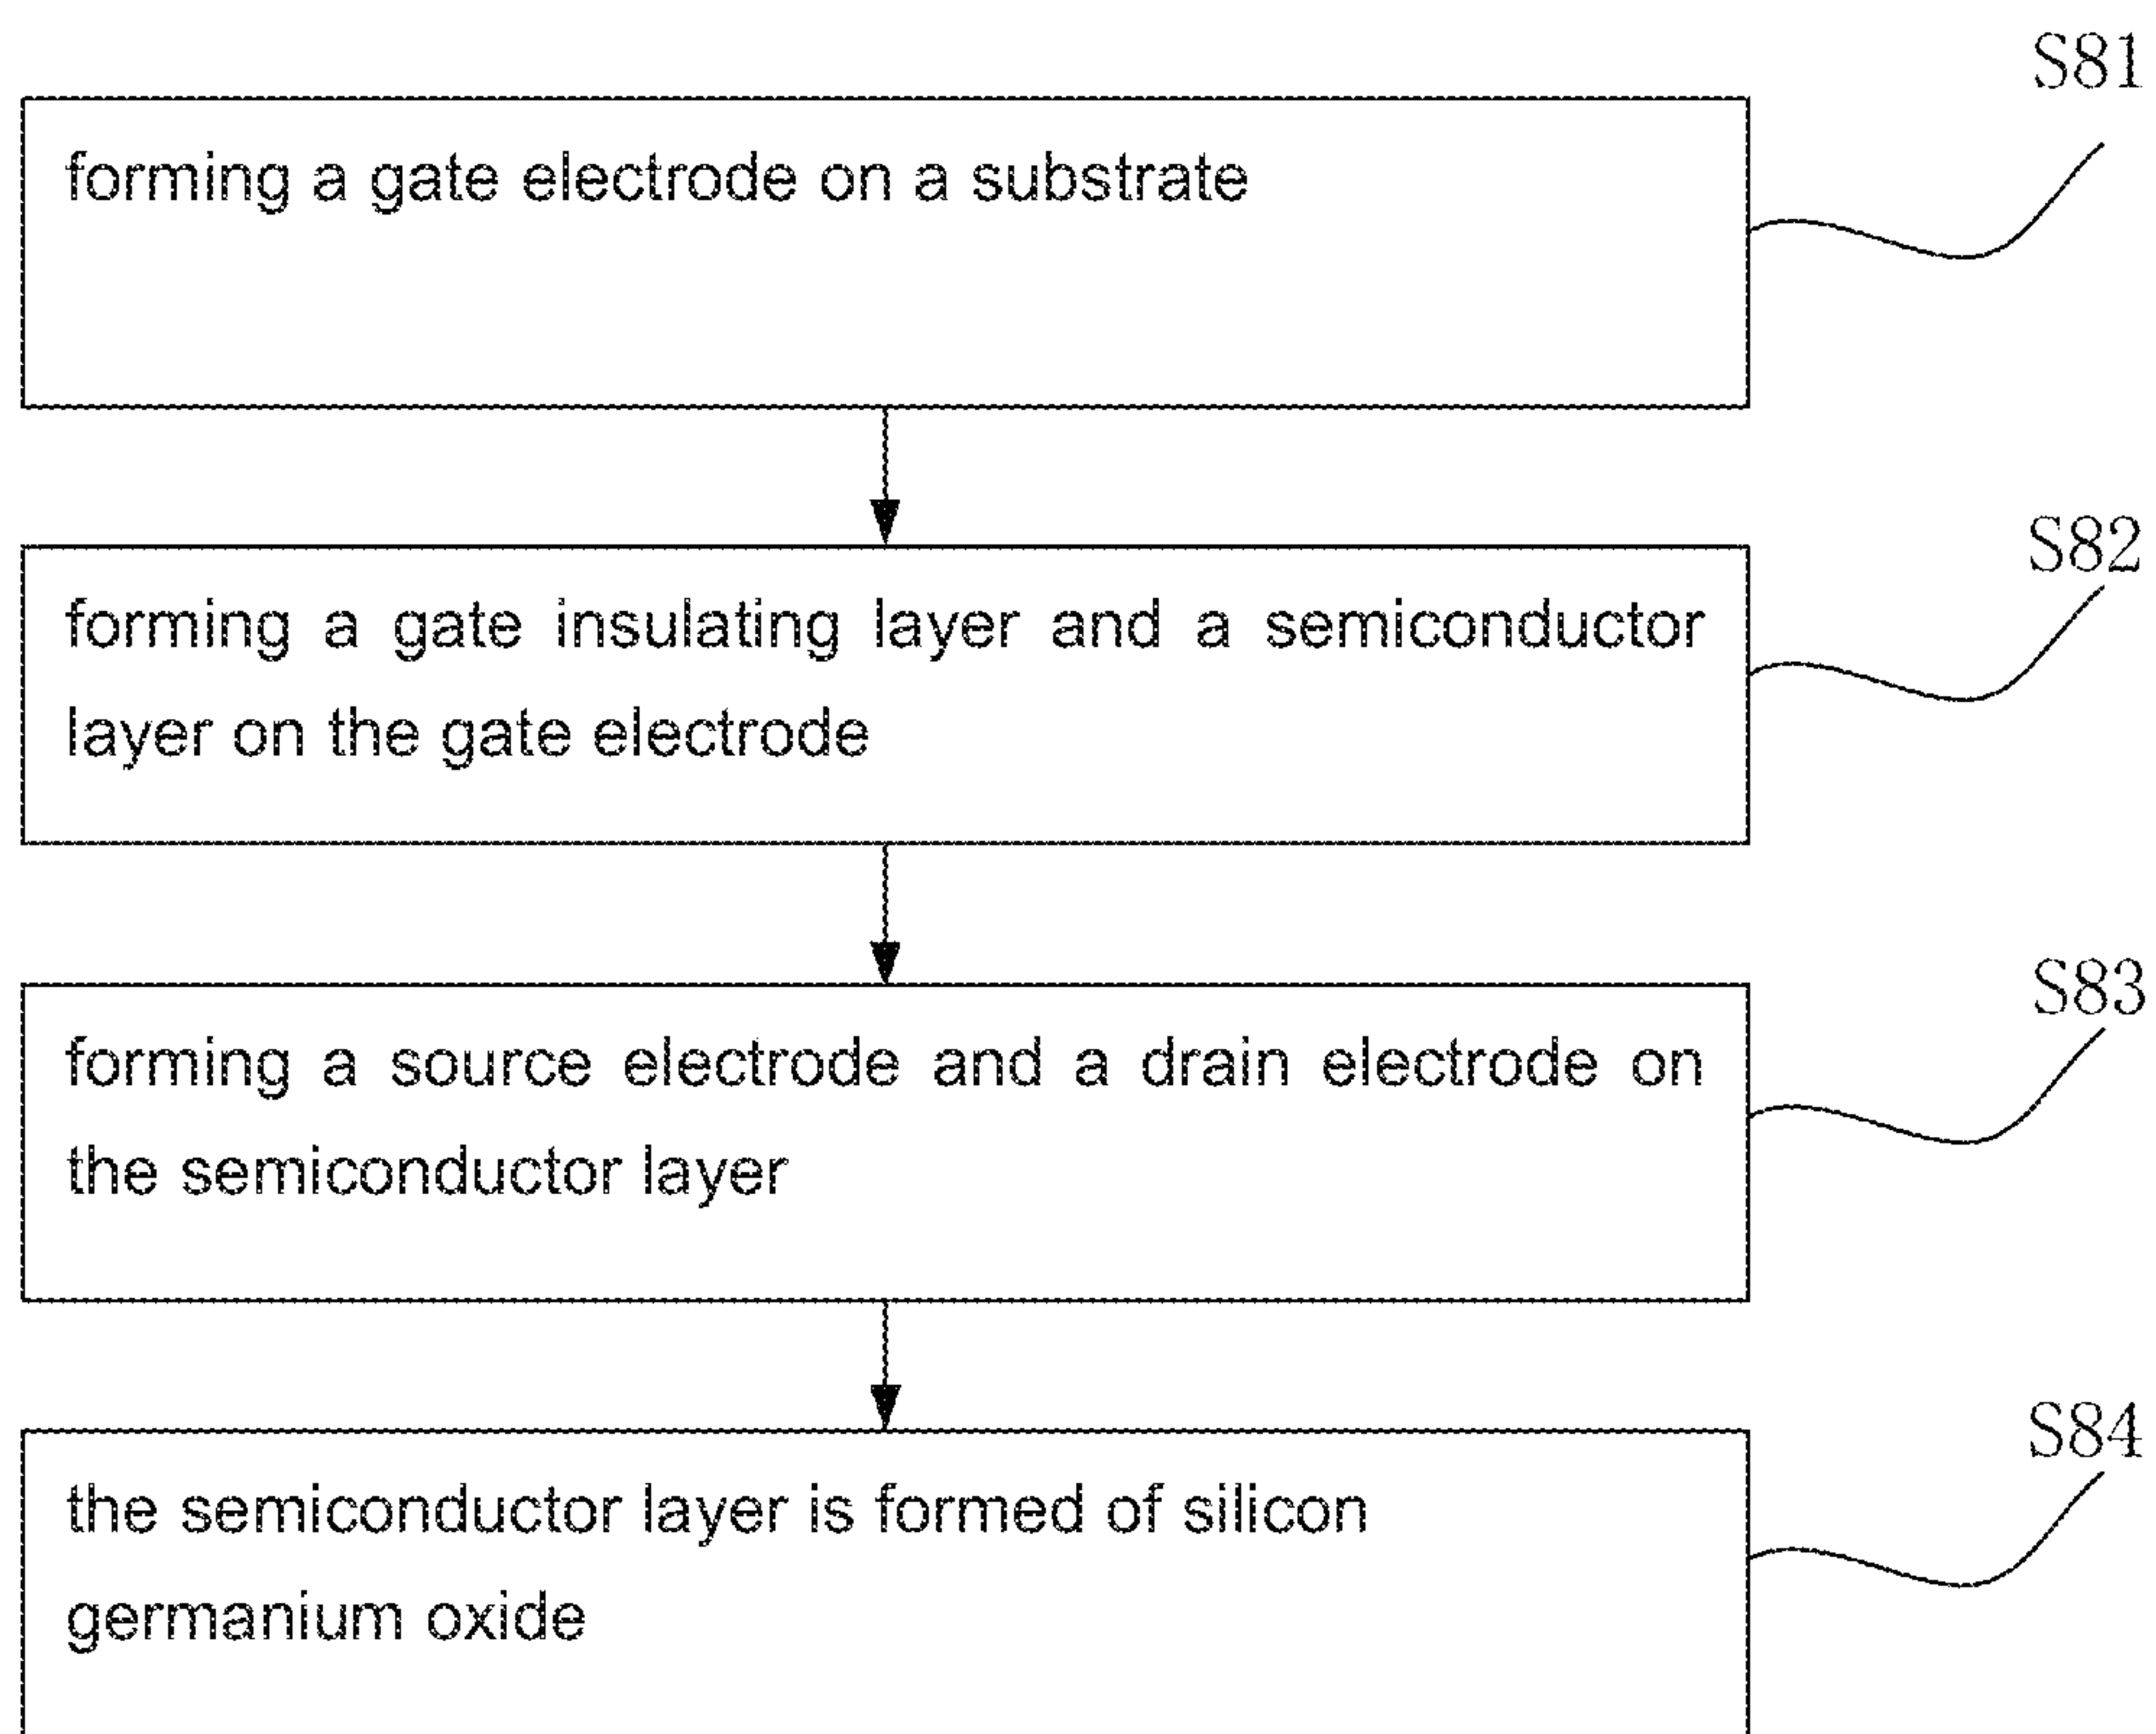 S81
forming a gate electrode on a substrate
S82
forming a gate insulating layer and a semiconductor
layer on the gate electrode
S83
forming a source electrode and a drain electrode on
the semiconductor layer
S84
the semiconductor layer is formed of silicon
germanium oxide